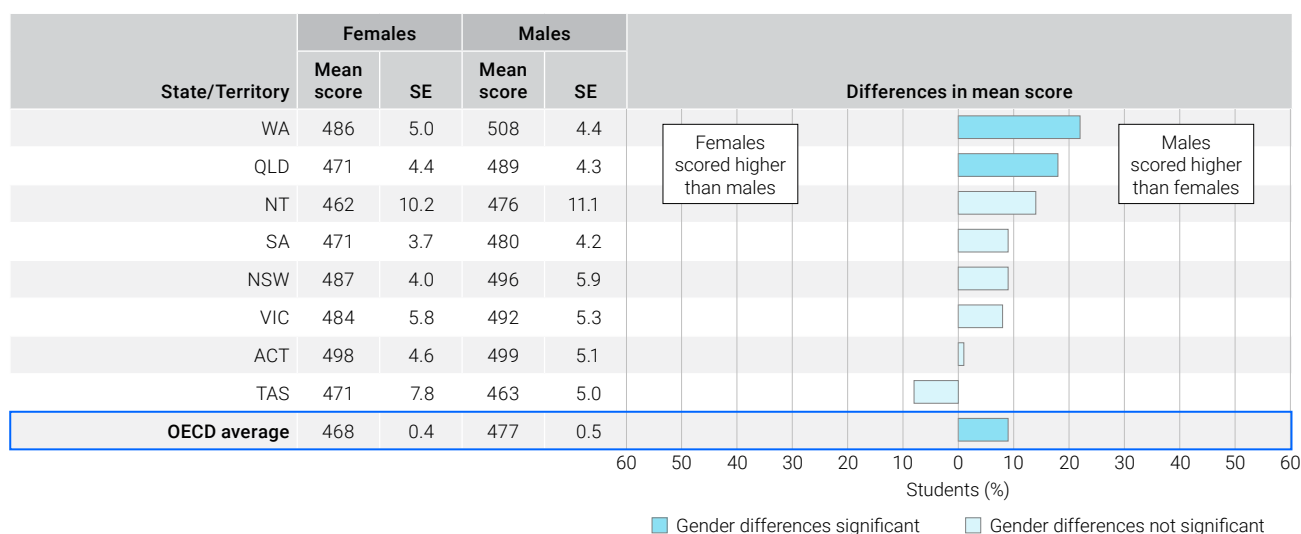 Females Males
State/Territory Mean score SE Mean score SE Differences in mean score
WA 486 5.0 508 4.4
QLD 471 4.4 489 4.3
NT 462 10.2 476 11.1
SA 471 3.7 480 4.2
NSW 487 4.0 496 5.9
VIC 484 5.8 492 5.3
ACT 498 4.6 499 5.1
TAS 471 7.8 463 5.0
OECD average 468 0.4 477 0.5
Females
scored higher
than males
Males
scored higher
than females
60 50 40 30 20 10 0 10 20 30 40 50 60
Students (%)
Gender differences significant Gender differences not significant